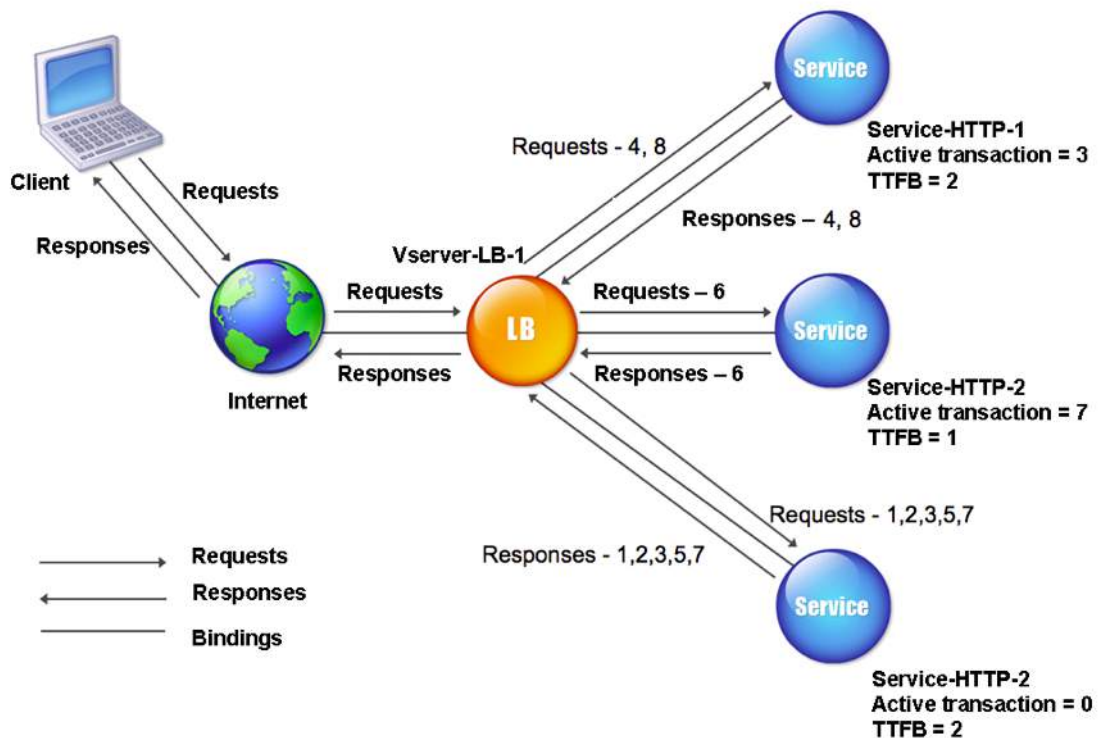 Service
Service-HTTP-1
Active transaction = 3
TTFB = 2
Requests - 4, 8
Responses – 4, 8
Client
Requests
Responses
Vserver-LB-1
Requests
LB
Responses
Internet
Requests – 6
Responses – 6
Service
Service-HTTP-2
Active transaction = 7
TTFB = 1
Requests - 1,2,3,5,7
Responses - 1,2,3,5,7
Service
Service-HTTP-2
Active transaction = 0
TTFB = 2
Requests
Responses
Bindings